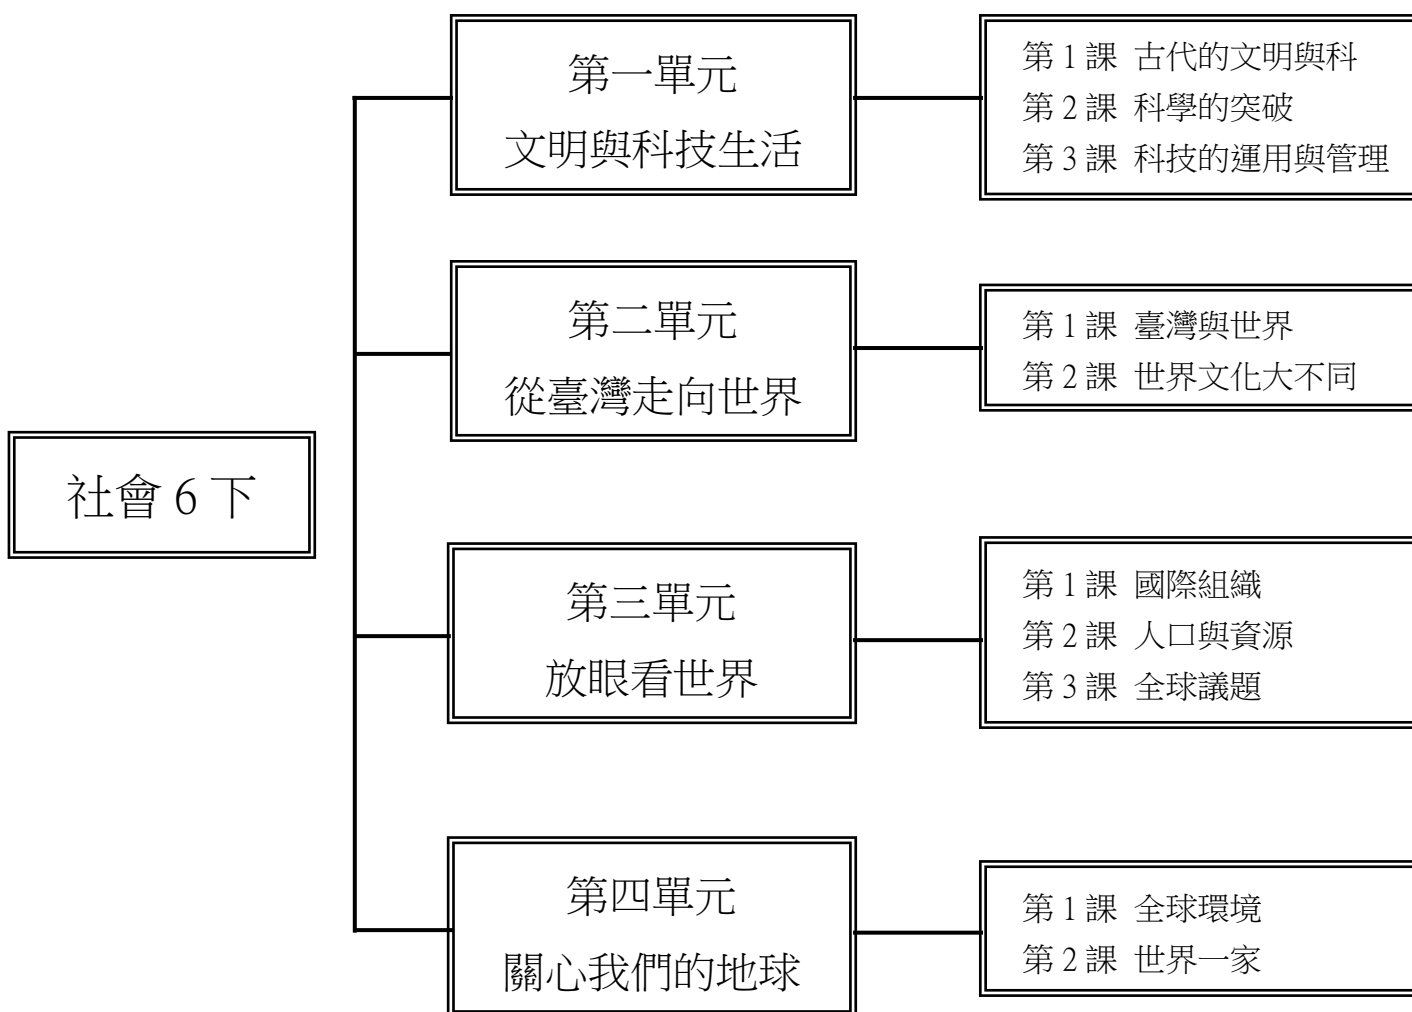 社會 6 下
第一單元
文明與科技生活
第 1 課 古代的文明與科
第 2 課 科學的突破
第 3 課 科技的運用與管理
第二單元
從臺灣走向世界
第 1 課 臺灣與世界
第 2 課 世界文化大不同
第三單元
放眼看世界
第 1 課 國際組織
第 2 課 人口與資源
第 3 課 全球議題
第四單元
關心我們的地球
第 1 課 全球環境
第 2 課 世界一家